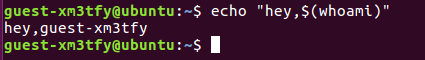 guest-xm3tfy@ubuntu:~$ echo "hey,$(whoami)"
hey,guest-xm3tfy
guest-xm3tfy@ubuntu:~$